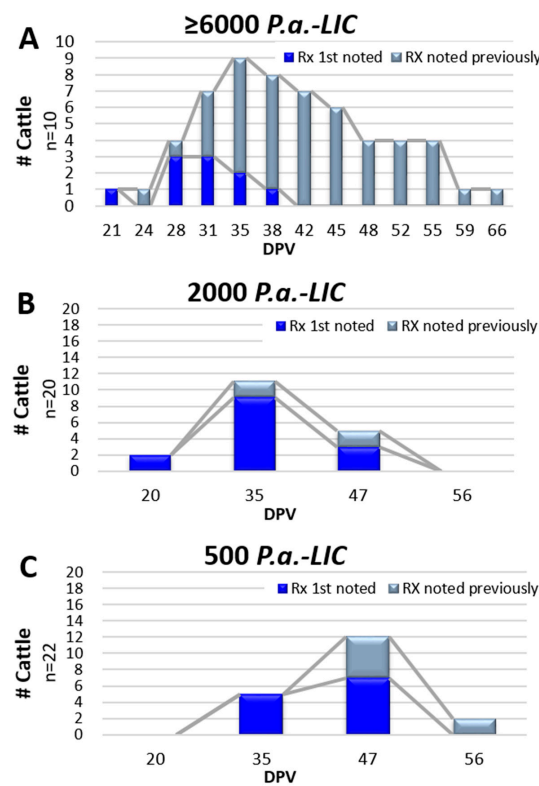 A
≥6000 P.a.-LIC
Rx 1st noted RX noted previously
# Cattle
n=10
10
9
8
7
6
5
4
3
2
1
0
21 24 28 31 35 38 42 45 48 52 55 59 66
DPV
B
2000 P.a.-LIC
Rx 1st noted RX noted previously
# Cattle
n=20
20
18
16
14
12
10
8
6
4
2
0
20 35 47 56
DPV
C
500 P.a.-LIC
Rx 1st noted RX noted previously
# Cattle
n=22
20
18
16
14
12
10
8
6
4
2
0
20 35 47 56
DPV